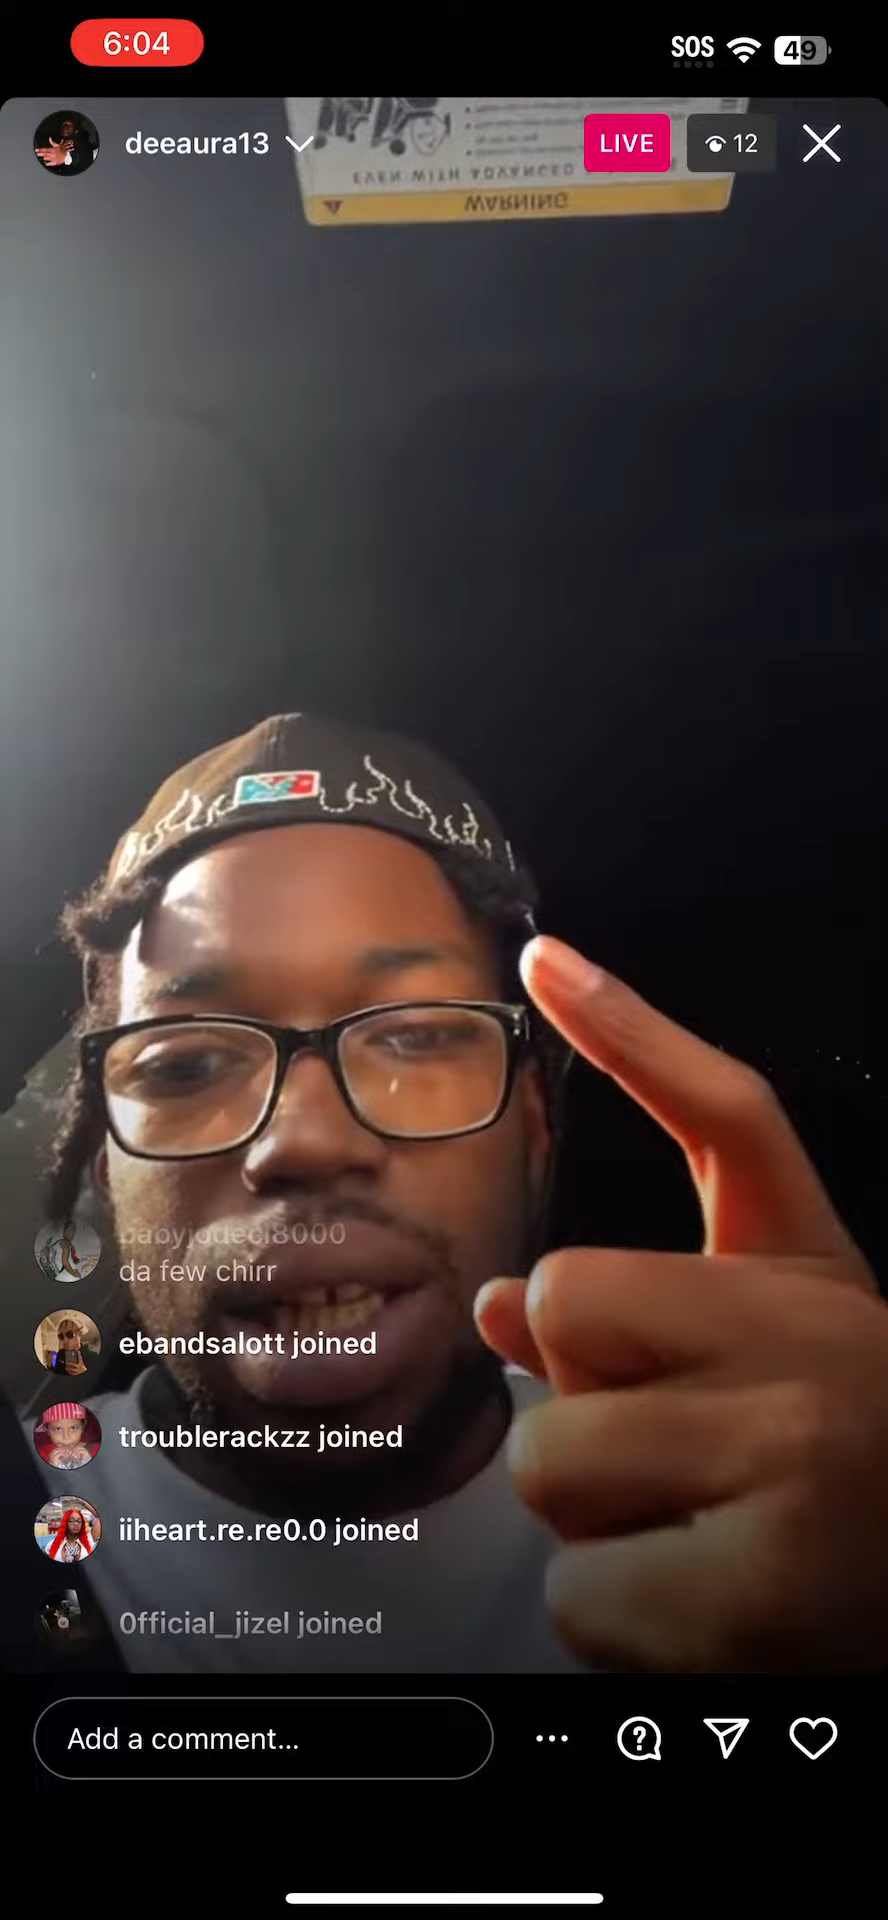 6:04
SOS
49
deeaura13
LIVE
12
EVEN WITH ADVANCED
WARNING
babyjodeci8000
da few chirr
ebandsalott joined
troublerackzz joined
iiheart.re.re0.0 joined
0fficial_jizel joined
Add a comment...